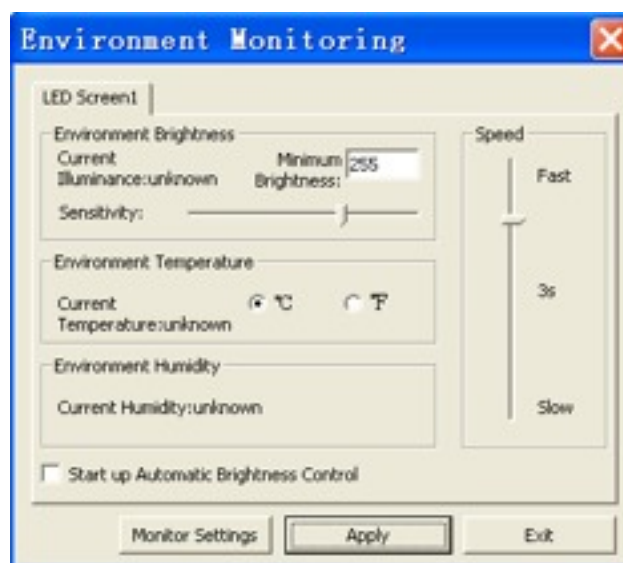 Environment Monitoring
LED Screen1
Environment Brightness
Current
Illuminance:unknown
Minimum
Brightness:
255
Sensitivity:
Speed
Fast
3s
Slow
Environment Temperature
Current
Temperature:unknown
℃
℉
Environment Humidity
Current Humidity:unknown
Start up Automatic Brightness Control
Monitor Settings
Apply
Exit